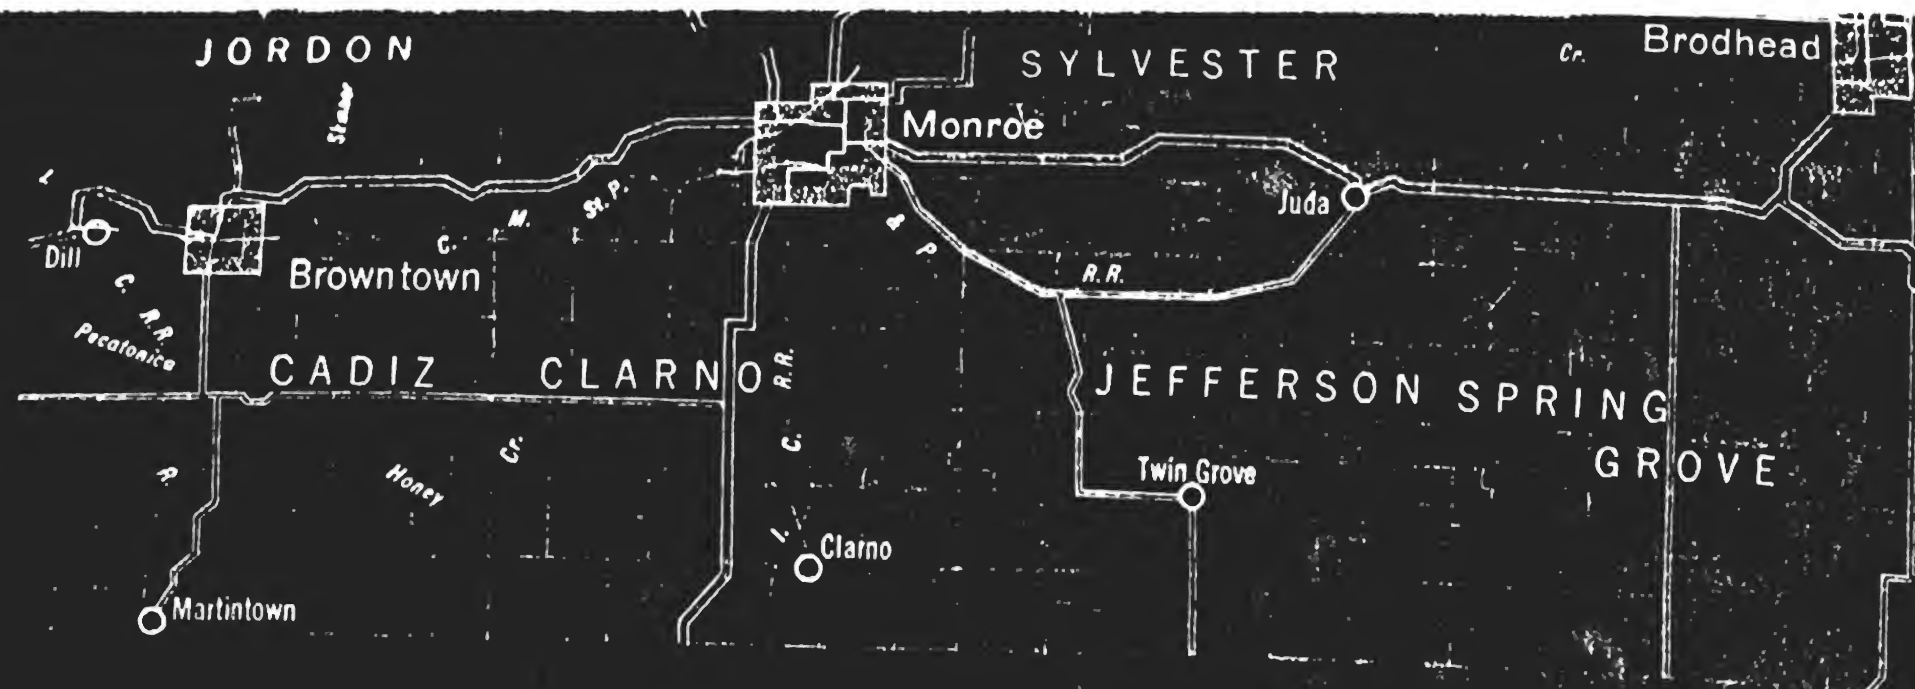 JORDON
SYLVESTER
Cr.
Brodhead
Monroe
M.
St. P.
C.
Juda
Dill
Browntown
& P
R.R.
C.
R.R.
Pecatonica
CADIZ
CLARNO
R.R.
JEFFERSON
SPRING
GROVE
C.
Cr.
Honey
R.
Twin Grove
I.
Clarno
Martintown